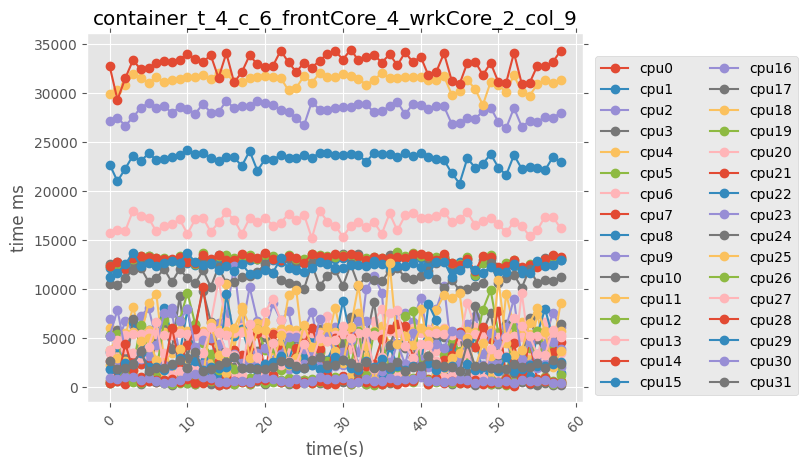 container_t_4_c_6_frontCore_4_wrkCore_2_col_9
time ms
35000
30000
25000
20000
15000
10000
5000
0
0
10
20
30
40
50
60
time(s)
cpu0
cpu1
cpu2
cpu3
cpu4
cpu5
cpu6
cpu7
cpu8
cpu9
cpu10
cpu11
cpu12
cpu13
cpu14
cpu15
cpu16
cpu17
cpu18
cpu19
cpu20
cpu21
cpu22
cpu23
cpu24
cpu25
cpu26
cpu27
cpu28
cpu29
cpu30
cpu31